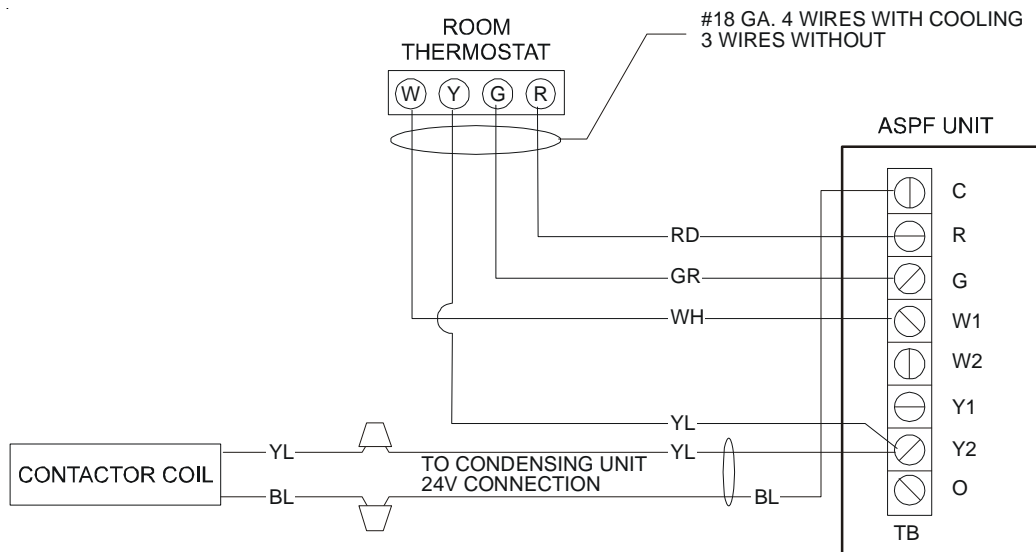 #18 GA. 4 WIRES WITH COOLING
3 WIRES WITHOUT
ROOM
THERMOSTAT
W Y G R
ASPF UNIT
C
RD R
GR G
WH W1
W2
Y1
YL
YL YL Y2
CONTACTOR COIL
TO CONDENSING UNIT
24V CONNECTION
BL BL O
TB